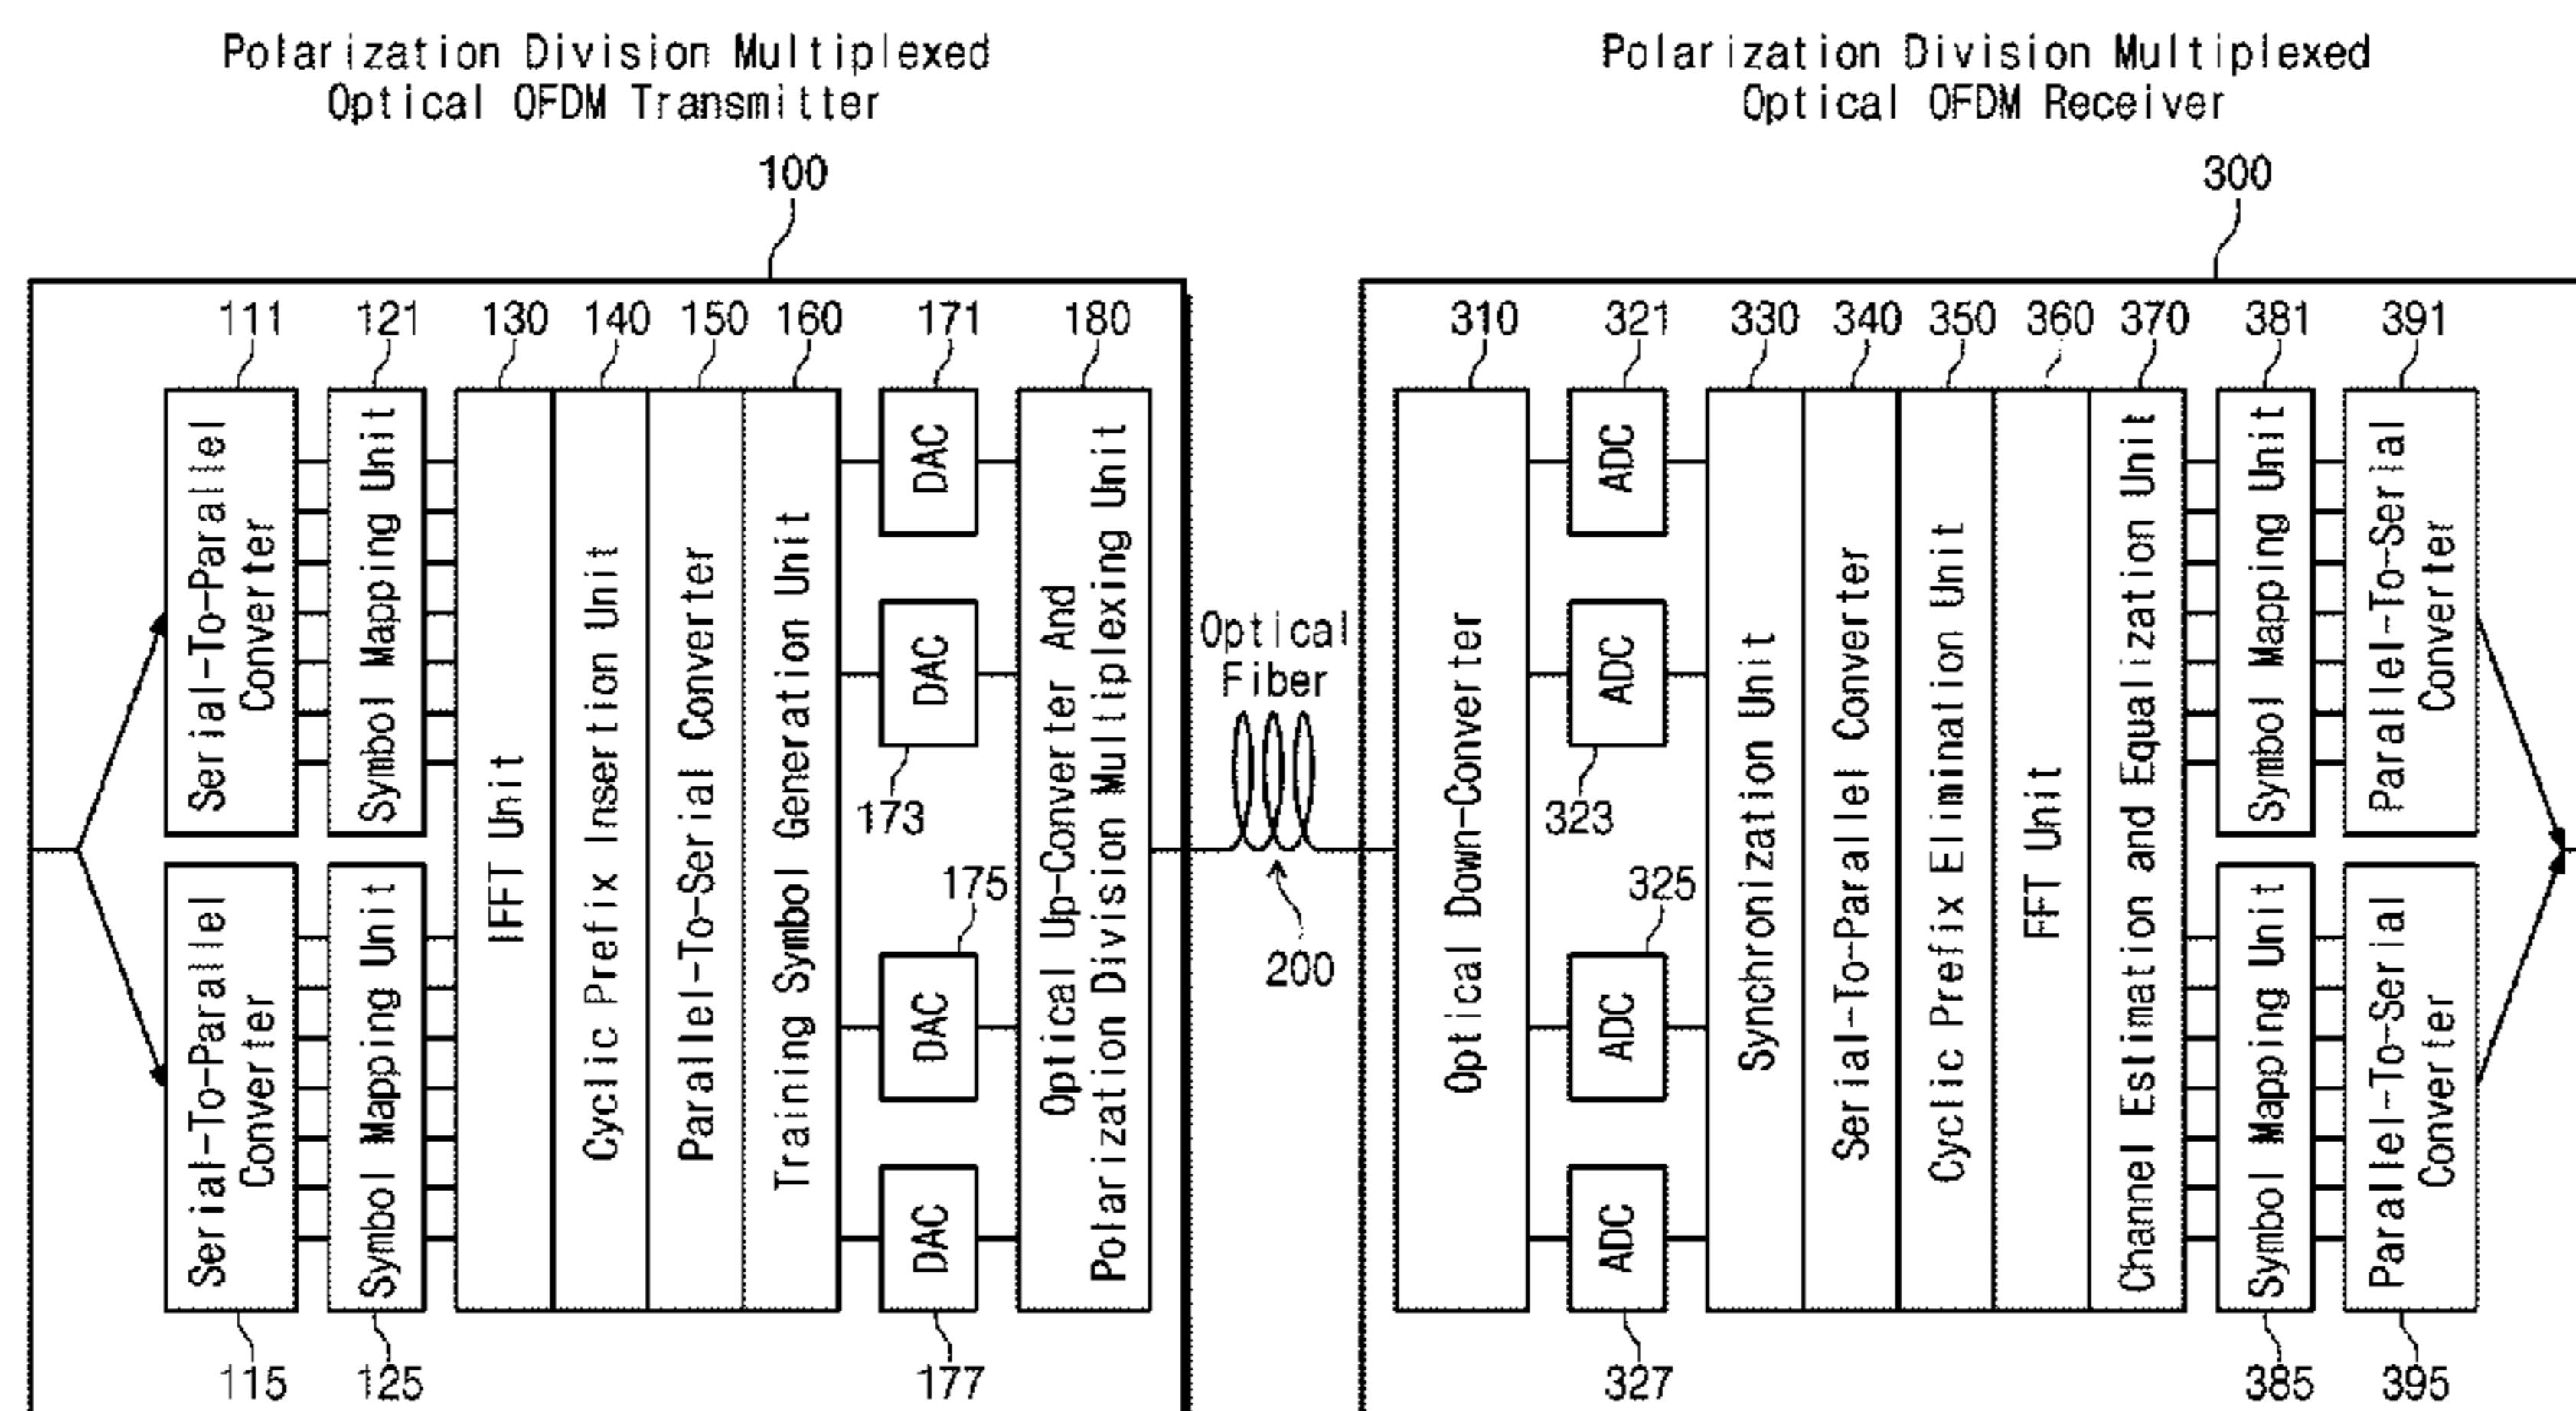 Polarization Division Multiplexed
Optical OFDM Transmitter
100
111
121
130
140
150
160
171
180
Serial-To-Parallel
Converter
Symbol Mapping Unit
Serial-To-Parallel
Converter
Symbol Mapping Unit
IFFT Unit
Cyclic Prefix Insertion Unit
Parallel-To-Serial Converter
Training Symbol Generation Unit
DAC
DAC
173
175
DAC
DAC
Optical Up-Converter And
Polarization Division Multiplexing Unit
115
125
177
Optical
Fiber
200
Polarization Division Multiplexed
Optical OFDM Receiver
300
310
321
330
340
350
360
370
381
391
Optical Down-Converter
ADC
ADC
323
325
ADC
ADC
Synchronization Unit
Serial-To-Parallel Converter
Cyclic Prefix Elimination Unit
FFT Unit
Channel Estimation and Equalization Unit
Symbol Mapping Unit
Parallel-To-Serial
Converter
Symbol Mapping Unit
Parallel-To-Serial
Converter
327
385
395